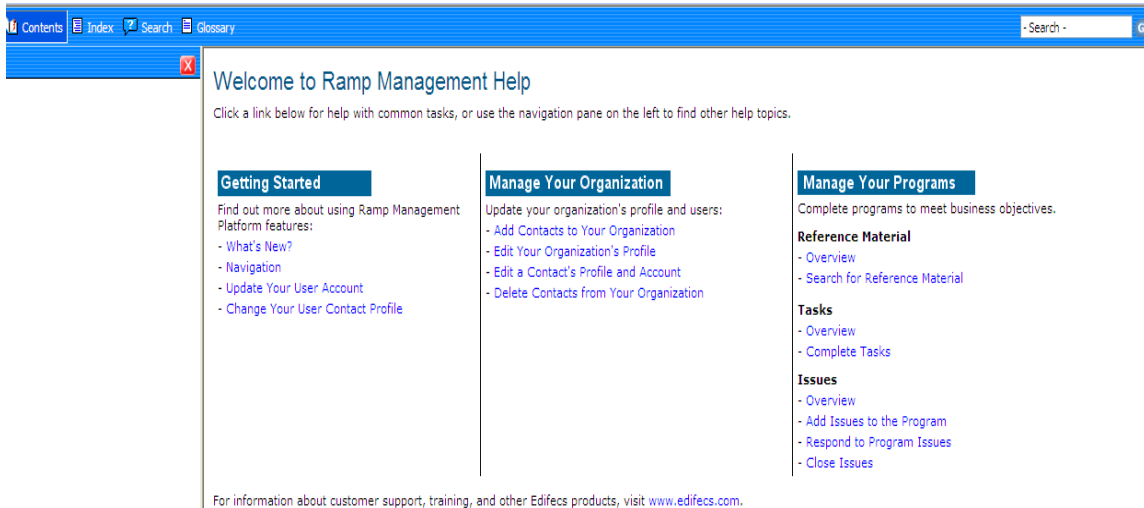 Contents Index Search Glossary
- Search -
Welcome to Ramp Management Help
Click a link below for help with common tasks, or use the navigation pane on the left to find other help topics.
Getting Started
Find out more about using Ramp Management
Platform features:
- What's New?
- Navigation
- Update Your User Account
- Change Your User Contact Profile
Manage Your Organization
Update your organization's profile and users:
- Add Contacts to Your Organization
- Edit Your Organization's Profile
- Edit a Contact's Profile and Account
- Delete Contacts from Your Organization
Manage Your Programs
Complete programs to meet business objectives.
Reference Material
- Overview
- Search for Reference Material
Tasks
- Overview
- Complete Tasks
Issues
- Overview
- Add Issues to the Program
- Respond to Program Issues
- Close Issues
For information about customer support, training, and other Edifecs products, visit www.edifecs.com.